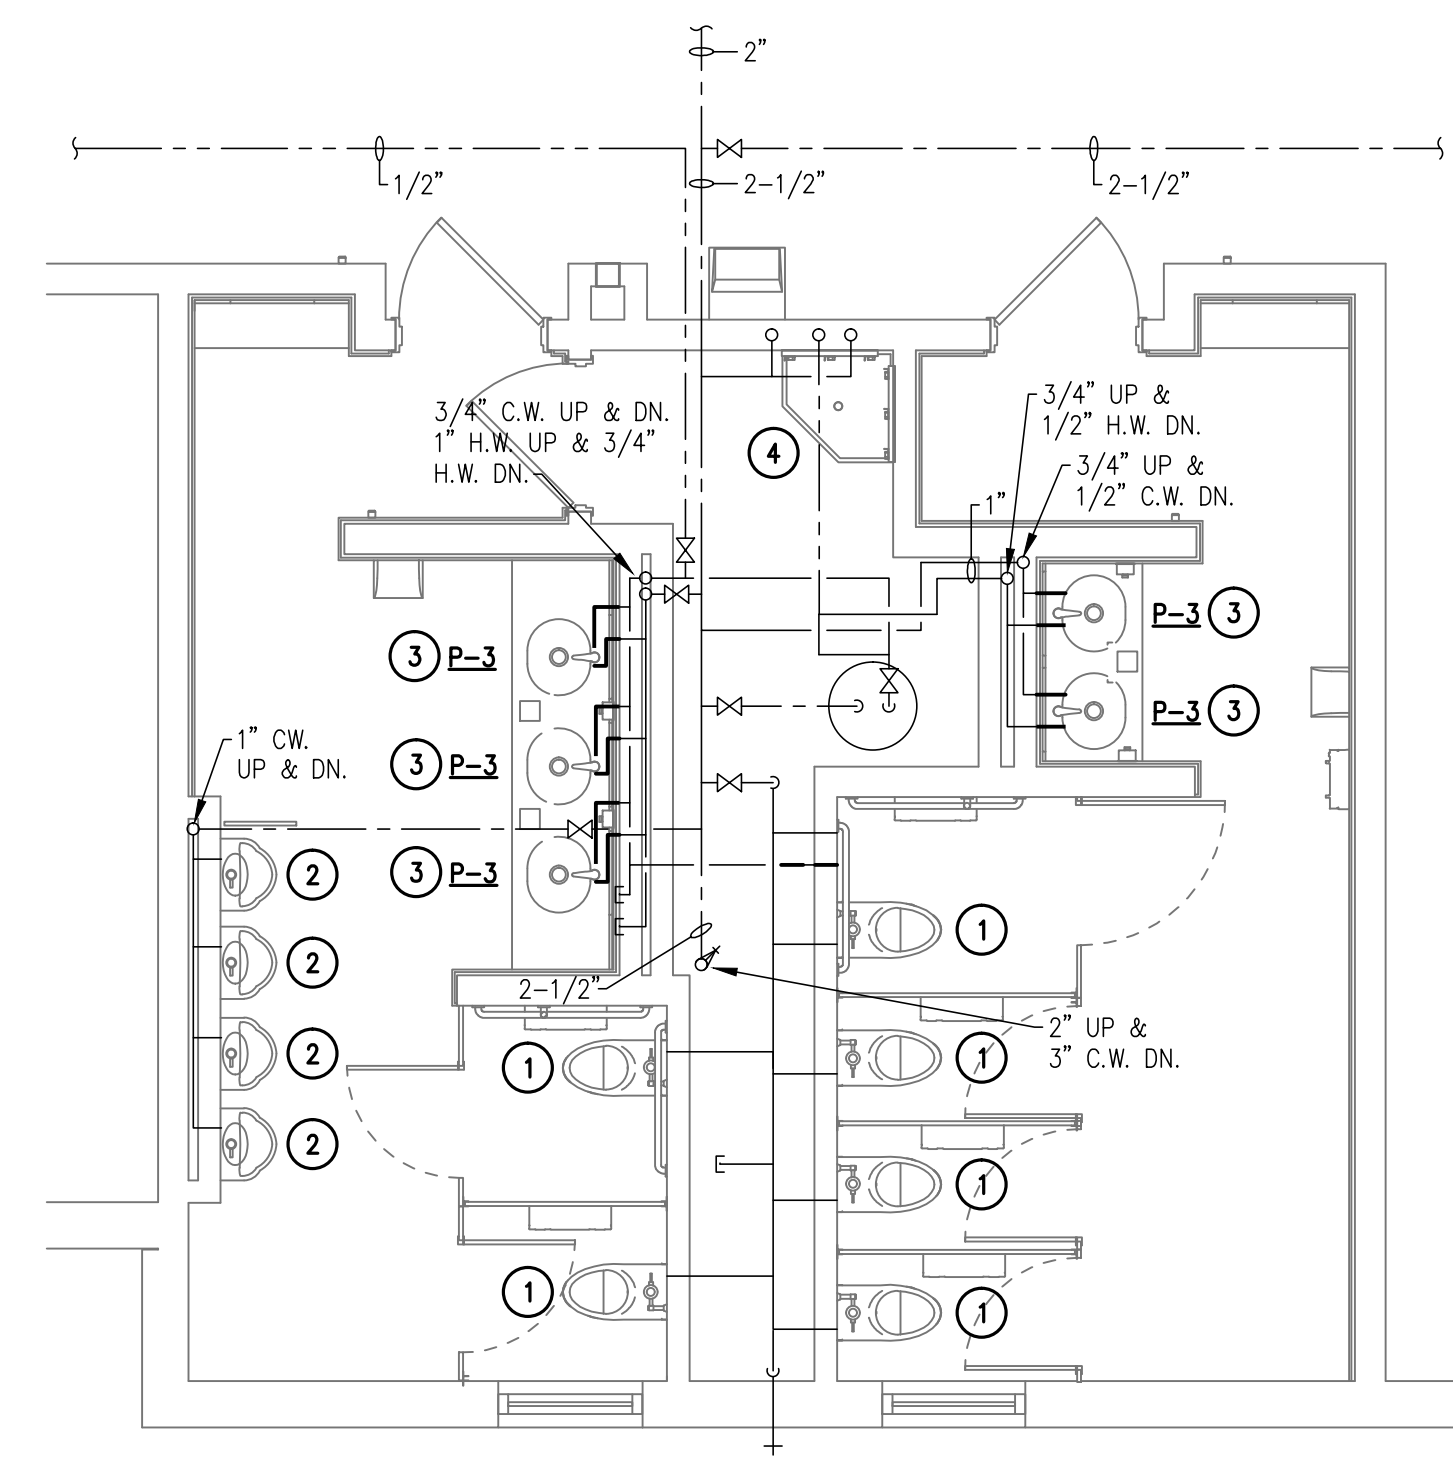 2”
1/2”
2-1/2”
2-1/2”
3/4” C.W. UP & DN.
1” H.W. UP & 3/4”
H.W. DN.
4
3/4” UP &
1/2” H.W. DN.
3/4” UP &
1/2” C.W. DN.
1”
P-3 3
3 P-3
P-3 3
1” CW.
UP & DN.
3 P-3
3 P-3
2
1
2
2-1/2”
2” UP &
3” C.W. DN.
2
1
1
2
1
1
1